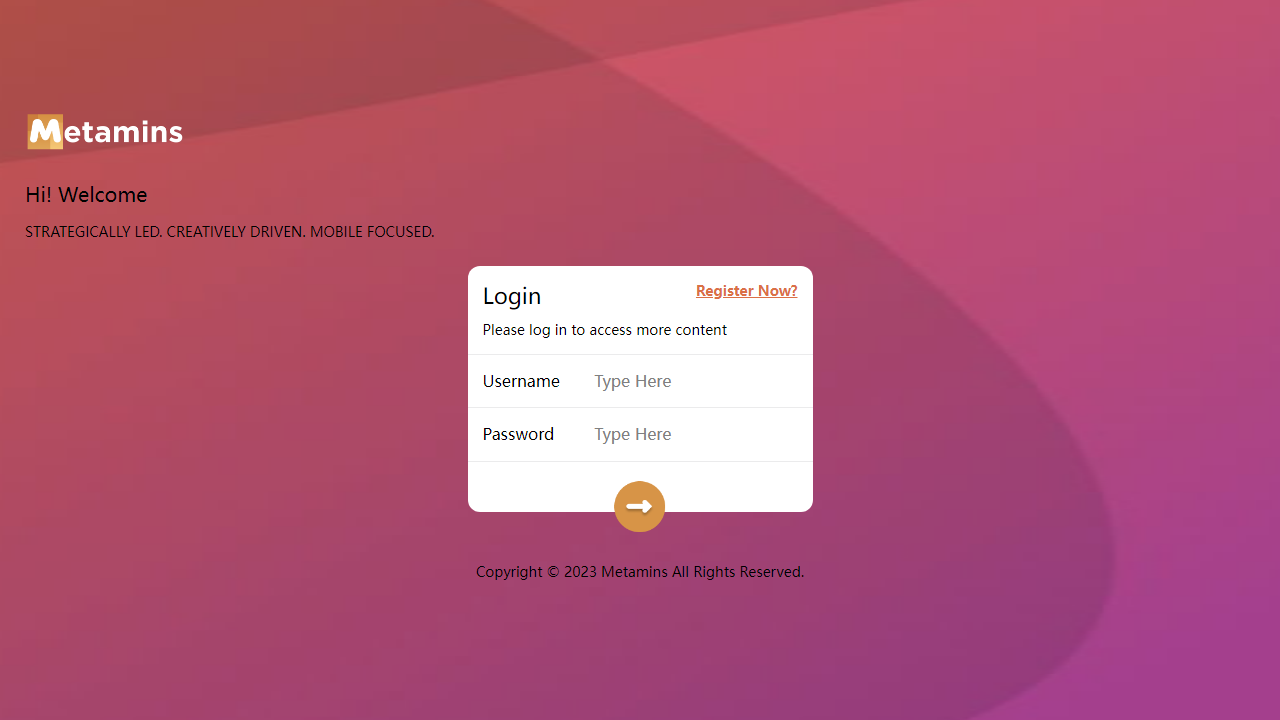 Metamins
Hi! Welcome
STRATEGICALLY LED. CREATIVELY DRIVEN. MOBILE FOCUSED.
Login
Register Now?
Please log in to access more content
Username Type Here
Password Type Here
Copyright © 2023 Metamins All Rights Reserved.